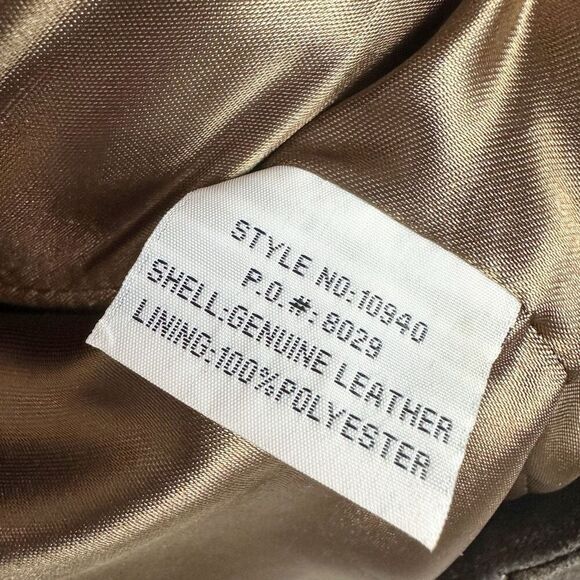 STYLE NO:10940
P.O.#:8029
SHELL:GENUINE LEATHER
LINING:100%POLYESTER